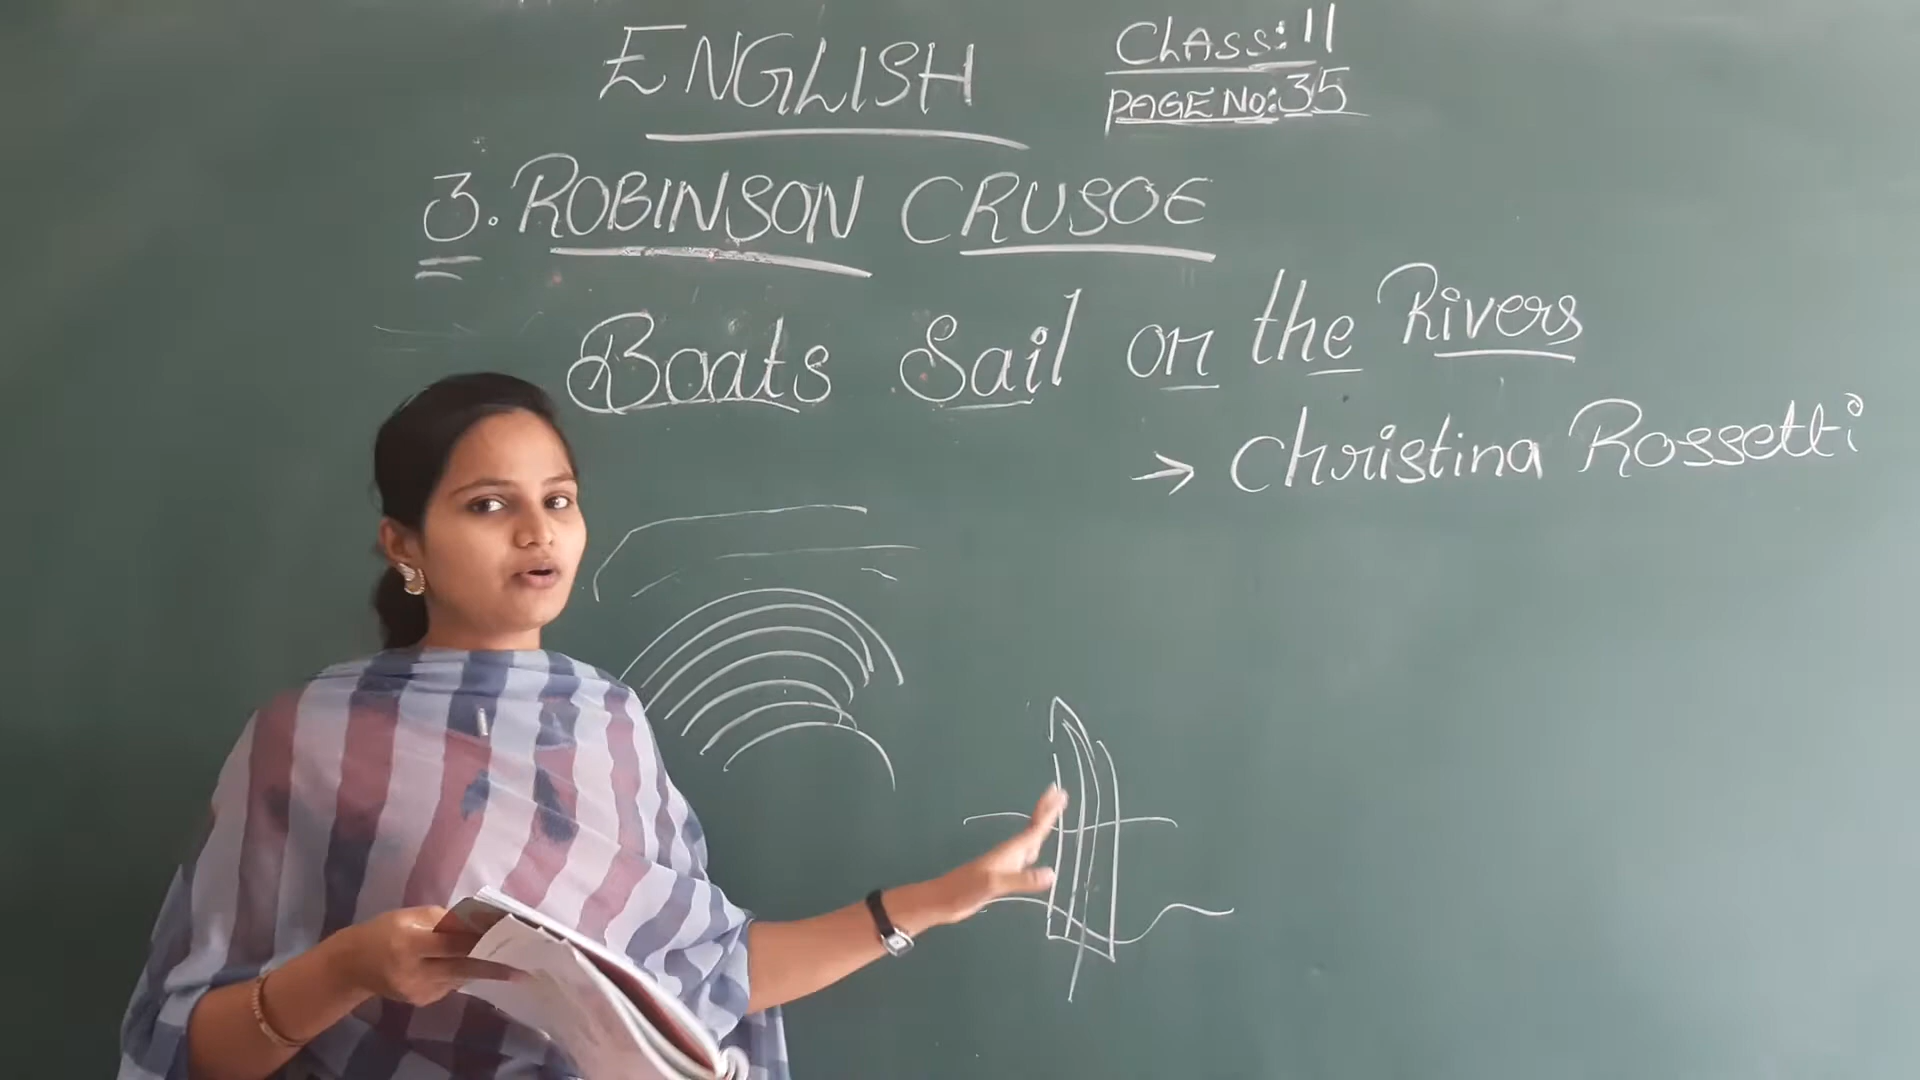 ENGLISH
CLASS: 11
PAGE NO: 35
3. ROBINSON CRUSOE
Boats Sail on the Rivers
→ Christina Rossetti